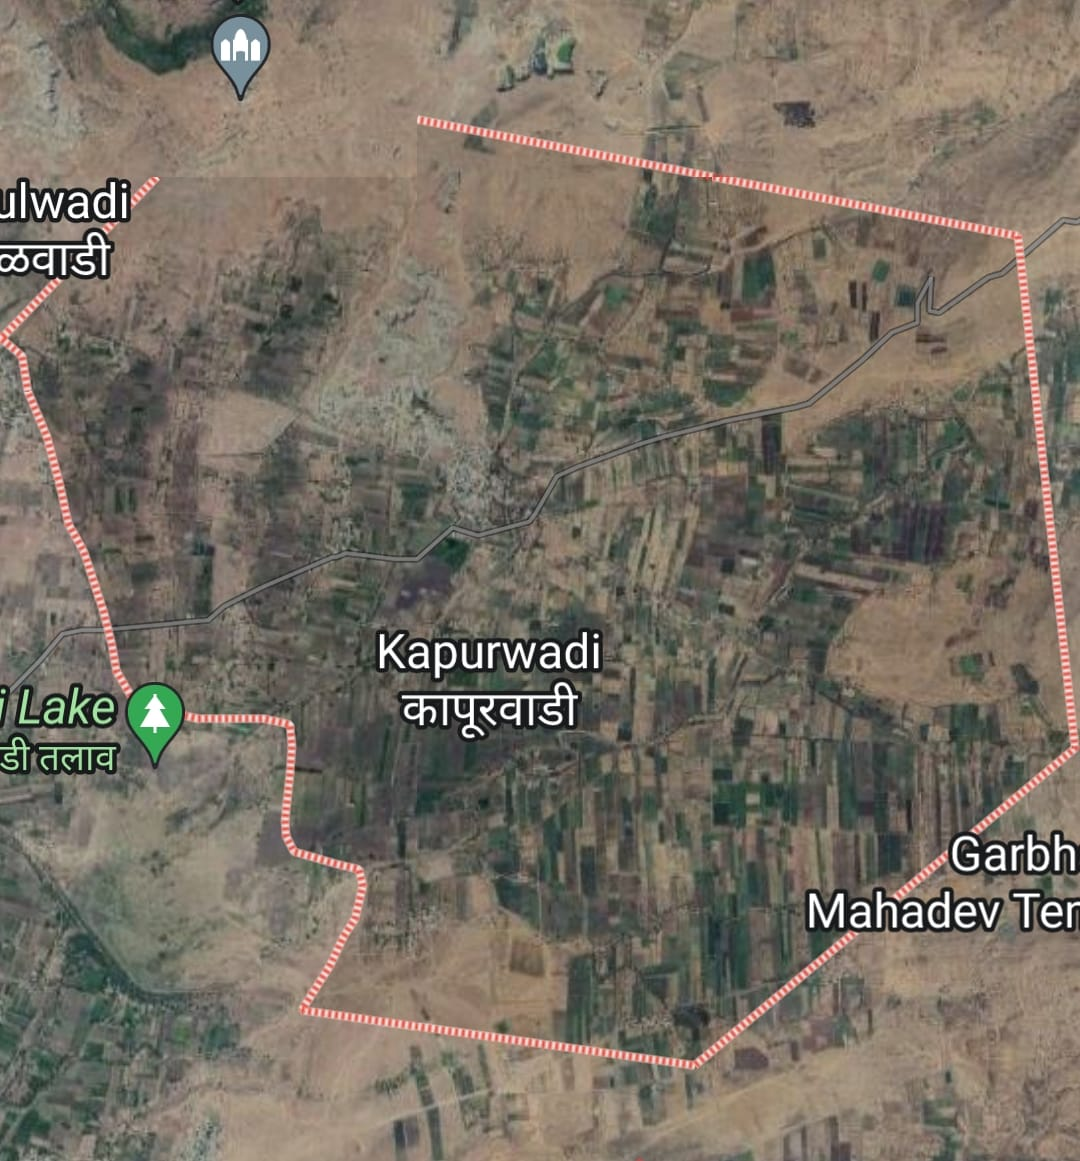 ulwadi
ळवाडी
Kapurwadi
कापूरवाडी
i Lake
डी तलाव
Garbh
Mahadev Ten